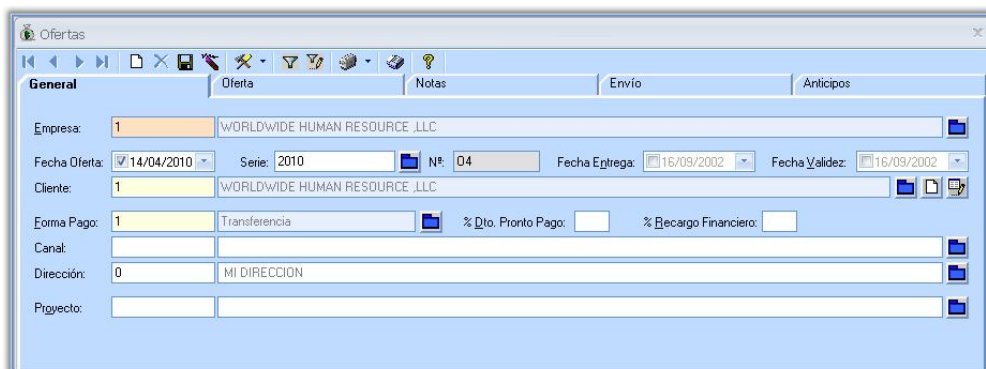 Ofertas
General Oferta Notas Envío Anticipos
Empresa: 1 WORLDWIDE HUMAN RESOURCE ,LLC
Fecha Oferta: 14/04/2010 Serie: 2010 Nº: 04 Fecha Entrega: 16/09/2002 Fecha Validez: 16/09/2002
Cliente: 1 WORLDWIDE HUMAN RESOURCE ,LLC
Forma Pago: 1 Transferencia % Dto. Pronto Pago: % Recargo Financiero:
Canal:
Dirección: 0 MI DIRECCION
Proyecto: